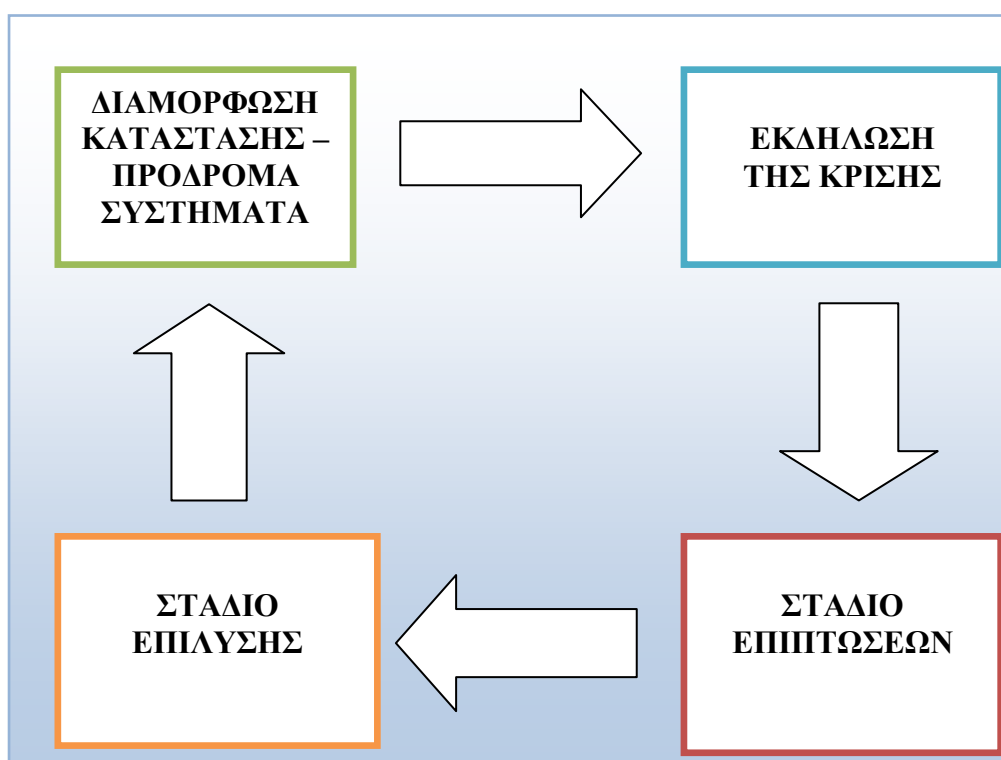 ΔΙΑΜΟΡΦΩΣΗ
ΚΑΤΑΣΤΑΣΗΣ –
ΠΡΟΔΡΟΜΑ
ΣΥΣΤΗΜΑΤΑ
ΕΚΔΗΛΩΣΗ
ΤΗΣ ΚΡΙΣΗΣ
ΣΤΑΔΙΟ
ΕΠΙΛΥΣΗΣ
ΣΤΑΔΙΟ
ΕΠΙΠΤΩΣΕΩΝ